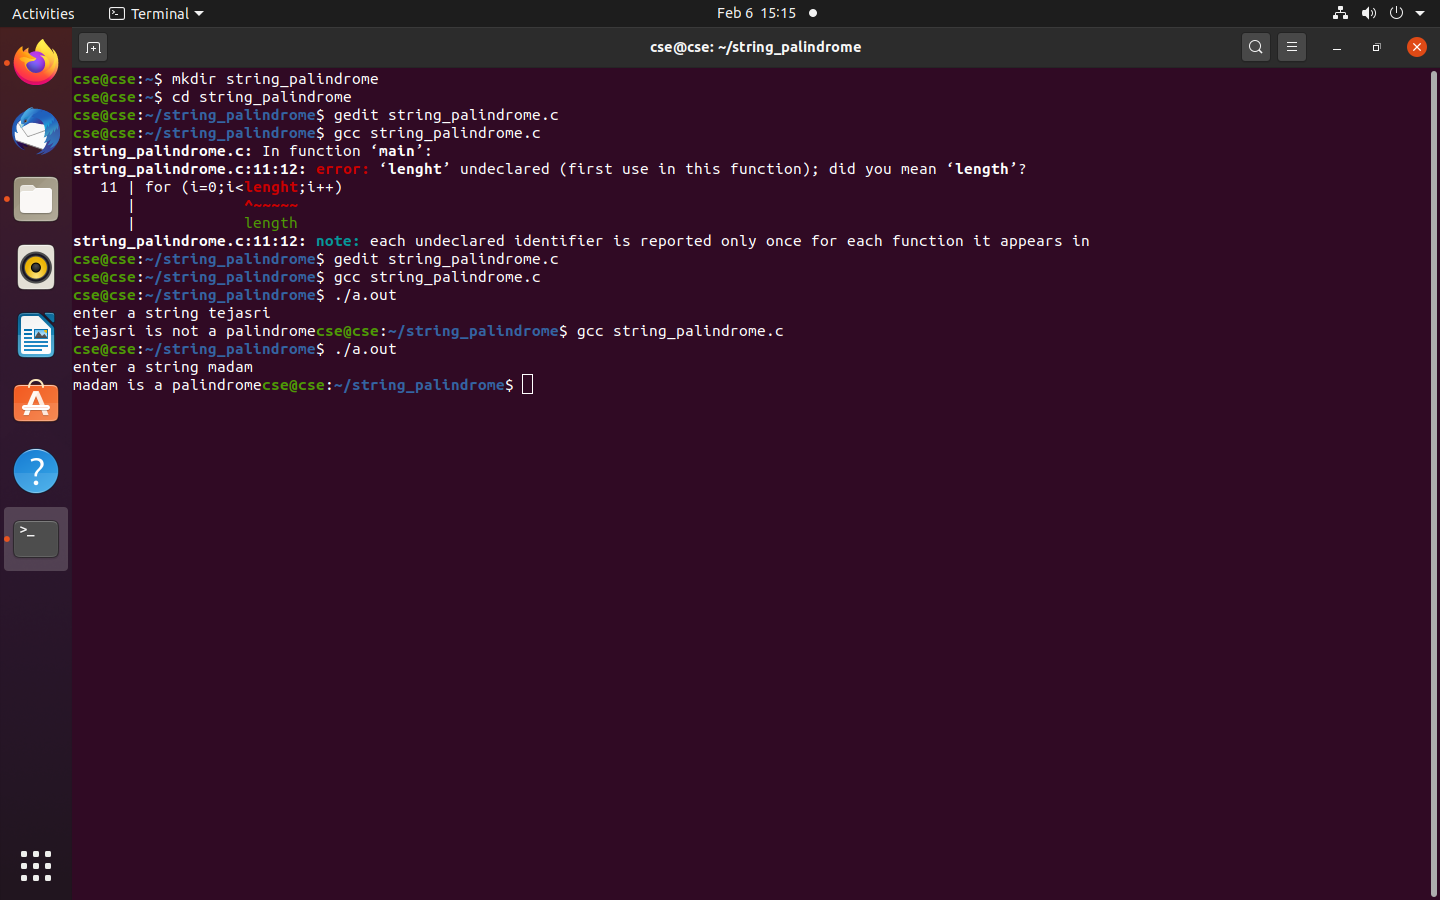 Activities
Terminal
Feb 6 15:15
cse@cse: ~/string_palindrome
cse@cse:~$ mkdir string_palindrome
cse@cse:~$ cd string_palindrome
cse@cse:~/string_palindrome$ gedit string_palindrome.c
cse@cse:~/string_palindrome$ gcc string_palindrome.c
string_palindrome.c: In function ‘main’:
string_palindrome.c:11:12: error: ‘lenght’ undeclared (first use in this function); did you mean ‘length’?
   11 | for (i=0;i<lenght;i++)
      |            ^~~~~~
      |            length
string_palindrome.c:11:12: note: each undeclared identifier is reported only once for each function it appears in
cse@cse:~/string_palindrome$ gedit string_palindrome.c
cse@cse:~/string_palindrome$ gcc string_palindrome.c
cse@cse:~/string_palindrome$ ./a.out
enter a string tejasri
tejasri is not a palindromecse@cse:~/string_palindrome$ gcc string_palindrome.c
cse@cse:~/string_palindrome$ ./a.out
enter a string madam
madam is a palindromecse@cse:~/string_palindrome$